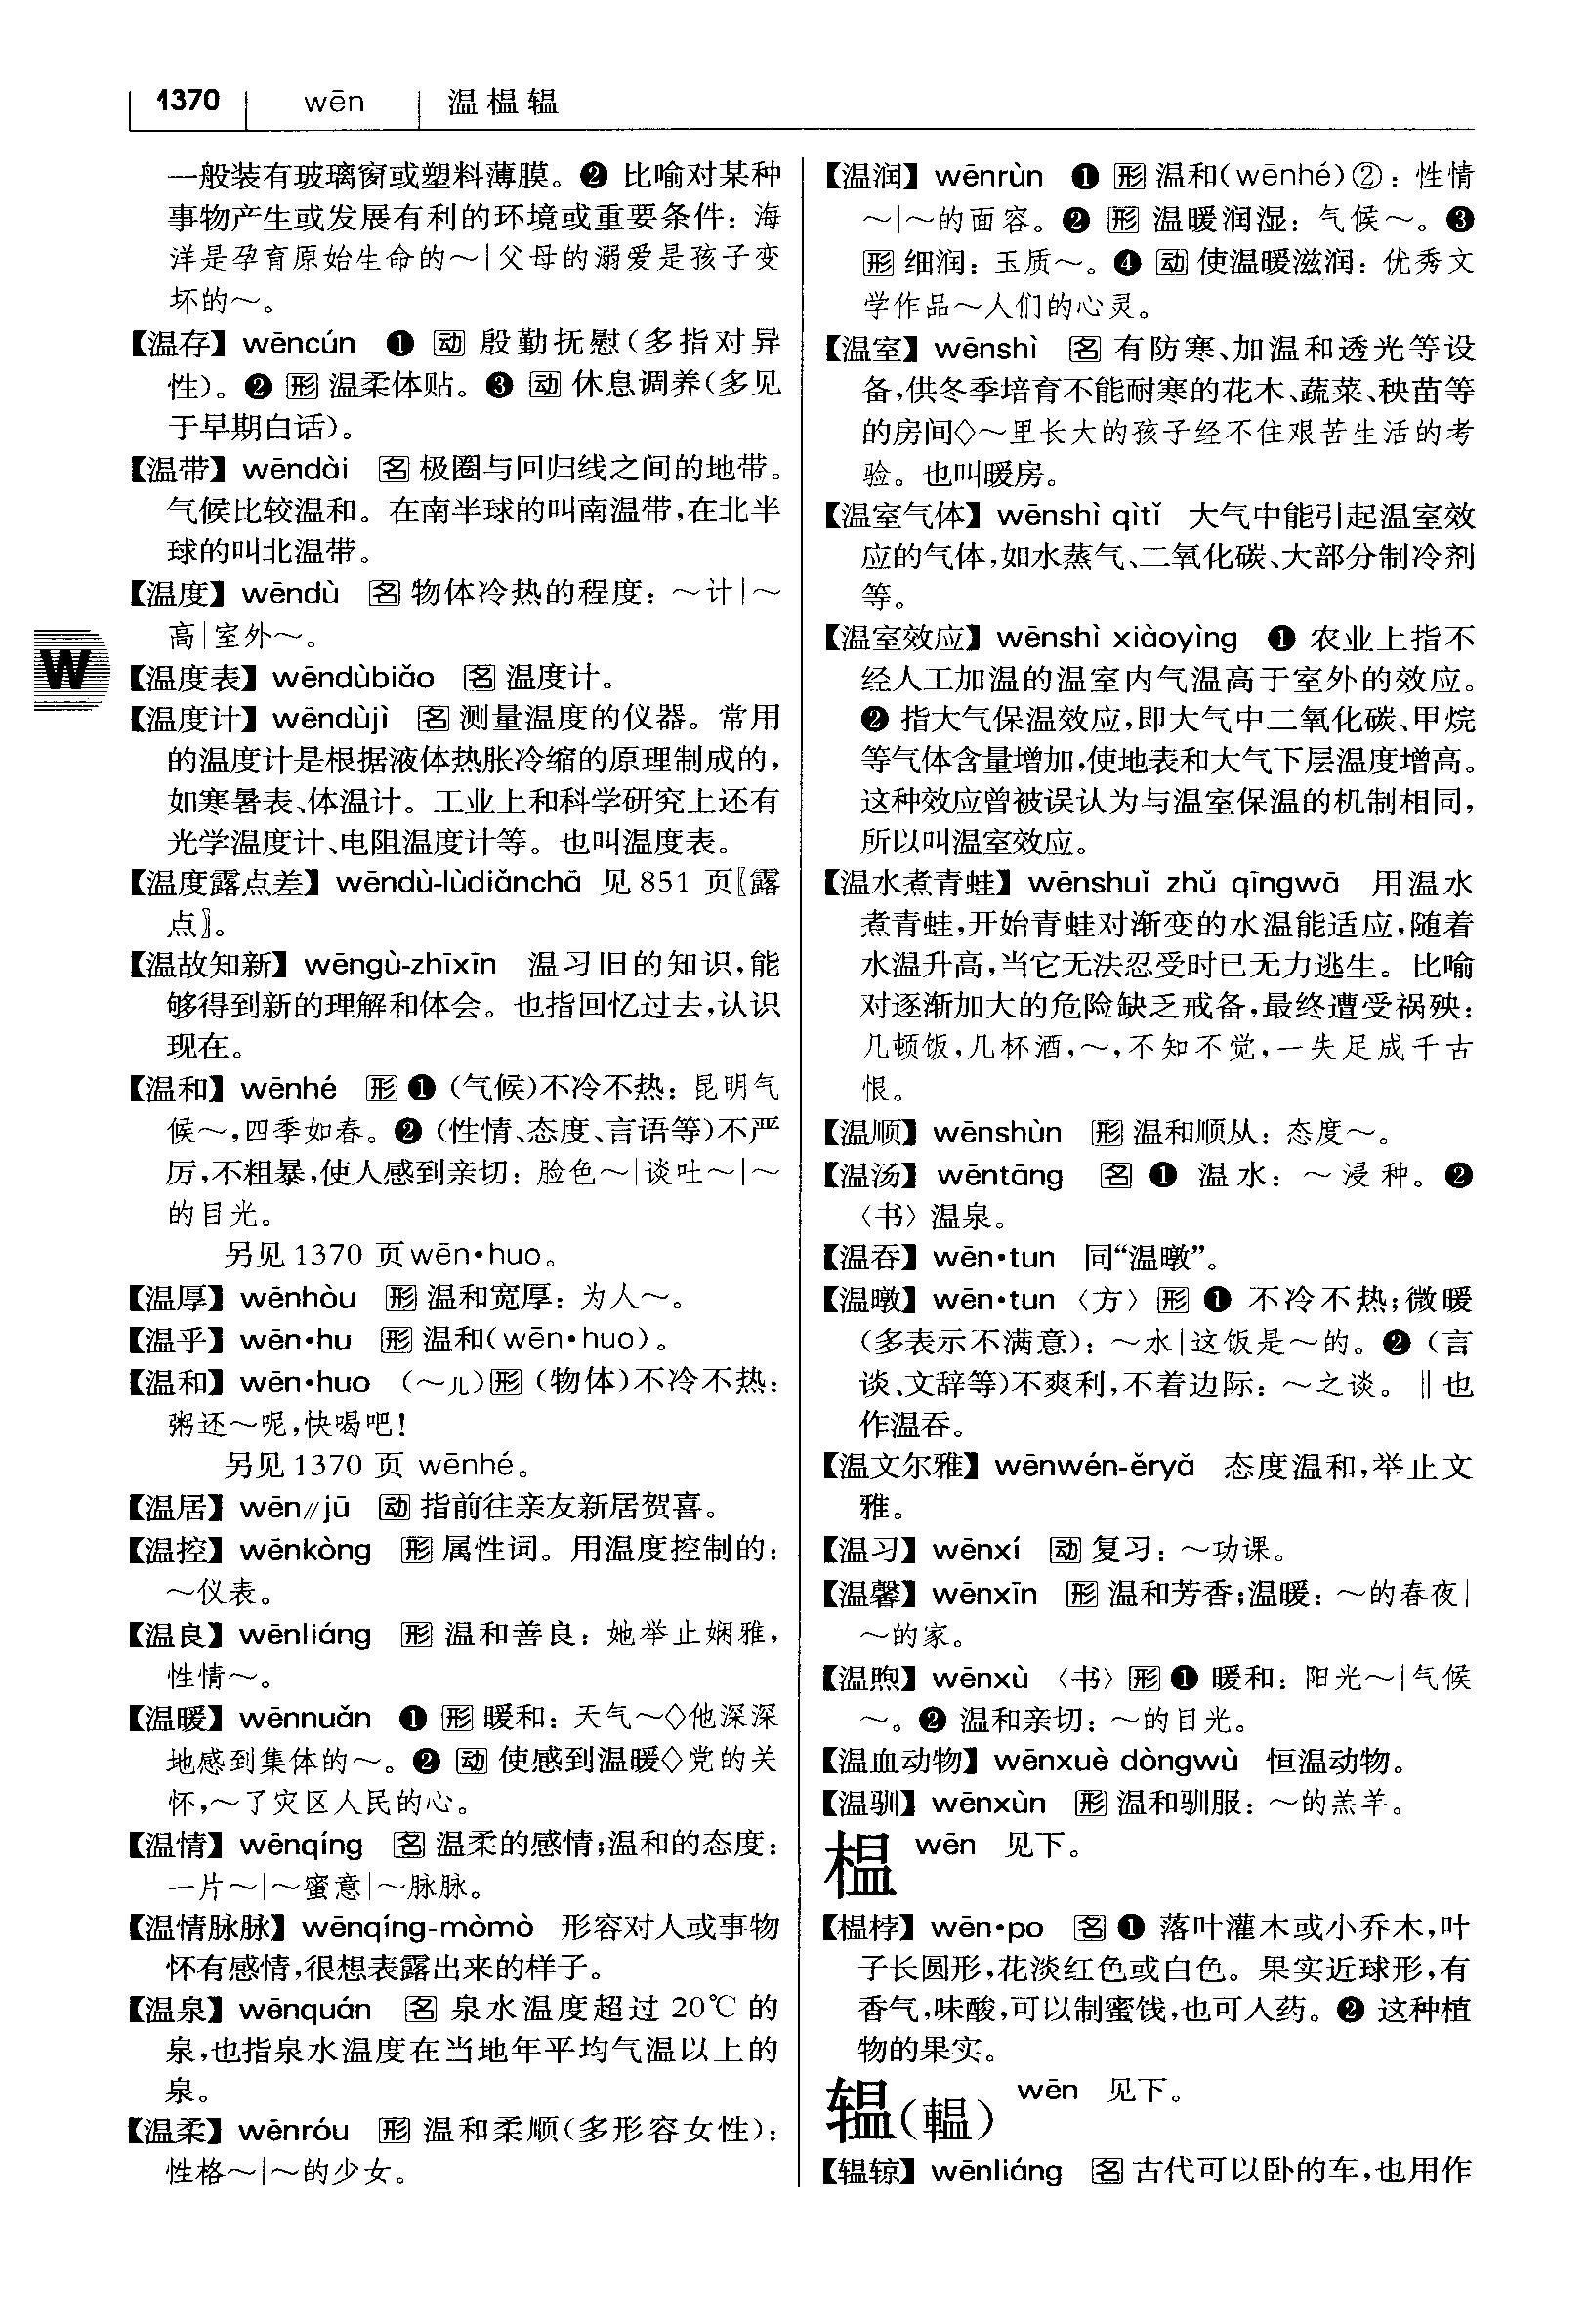 1370 wēn 温榅辒
一般装有玻璃窗或塑料薄膜。❷ 比喻对某种
事物产生或发展有利的环境或重要条件：海
洋是孕育原始生命的～|父母的溺爱是孩子变
坏的～。
【温存】wēncún ❶ 动 殷勤抚慰(多指对异
性)。❷ 形 温柔体贴。❸ 动 休息调养(多见
于早期白话)。
【温带】wēndài 名 极圈与回归线之间的地带。
气候比较温和。在南半球的叫南温带,在北半
球的叫北温带。
【温度】wēndù 名 物体冷热的程度：～计|～
高|室外～。
W
【温度表】wēndùbiǎo 名 温度计。
【温度计】wēndùjì 名 测量温度的仪器。常用
的温度计是根据液体热胀冷缩的原理制成的,
如寒暑表、体温计。工业上和科学研究上还有
光学温度计、电阻温度计等。也叫温度表。
【温度露点差】wēndù-lùdiǎnchā 见 851 页〖露
点〗。
【温故知新】wēngù-zhīxīn 温习旧的知识,能
够得到新的理解和体会。也指回忆过去,认识
现在。
【温和】wēnhé 形 ❶ (气候)不冷不热：昆明气
候～,四季如春。❷ (性情、态度、言语等)不严
厉,不粗暴,使人感到亲切：脸色～|谈吐～|～
的目光。
另见 1370 页 wēn•huo。
【温厚】wēnhòu 形 温和宽厚：为人～。
【温乎】wēn•hu 形 温和(wēn•huo)。
【温和】wēn•huo (～儿)形 (物体)不冷不热：
粥还～呢,快喝吧!
另见 1370 页 wēnhé。
【温居】wēn//jū 动 指前往亲友新居贺喜。
【温控】wēnkòng 形 属性词。用温度控制的：
～仪表。
【温良】wēnliáng 形 温和善良：她举止娴雅,
性情～。
【温暖】wēnnuǎn ❶ 形 暖和：天气～◇他深深
地感到集体的～。❷ 动 使感到温暖◇党的关
怀,～了灾区人民的心。
【温情】wēnqíng 名 温柔的感情;温和的态度：
一片～|～蜜意|～脉脉。
【温情脉脉】wēnqíng-mòmò 形容对人或事物
怀有感情,很想表露出来的样子。
【温泉】wēnquán 名 泉水温度超过 20℃ 的
泉,也指泉水温度在当地年平均气温以上的
泉。
【温柔】wēnróu 形 温和柔顺(多形容女性)：
性格～|～的少女。
【温润】wēnrùn ❶ 形 温和(wēnhé)②：性情
～|～的面容。❷ 形 温暖润湿：气候～。❸
形 细润：玉质～。❹ 动 使温暖滋润：优秀文
学作品～人们的心灵。
【温室】wēnshì 名 有防寒、加温和透光等设
备,供冬季培育不能耐寒的花木、蔬菜、秧苗等
的房间◇～里长大的孩子经不住艰苦生活的考
验。也叫暖房。
【温室气体】wēnshì qìtǐ 大气中能引起温室效
应的气体,如水蒸气、二氧化碳、大部分制冷剂
等。
【温室效应】wēnshì xiàoyìng ❶ 农业上指不
经人工加温的温室内气温高于室外的效应。
❷ 指大气保温效应,即大气中二氧化碳、甲烷
等气体含量增加,使地表和大气下层温度增高。
这种效应曾被误认为与温室保温的机制相同,
所以叫温室效应。
【温水煮青蛙】wēnshuǐ zhǔ qīngwā 用温水
煮青蛙,开始青蛙对渐变的水温能适应,随着
水温升高,当它无法忍受时已无力逃生。比喻
对逐渐加大的危险缺乏戒备,最终遭受祸殃：
几顿饭,几杯酒,～,不知不觉,一失足成千古
恨。
【温顺】wēnshùn 形 温和顺从：态度～。
【温汤】wēntāng 名 ❶ 温水：～浸种。❷
〈书〉温泉。
【温吞】wēn•tun 同“温暾”。
【温暾】wēn•tun〈方〉形 ❶ 不冷不热;微暖
(多表示不满意)：～水|这饭是～的。❷ (言
谈、文辞等)不爽利,不着边际：～之谈。‖也
作温吞。
【温文尔雅】wēnwén-ěryǎ 态度温和,举止文
雅。
【温习】wēnxí 动 复习：～功课。
【温馨】wēnxīn 形 温和芳香;温暖：～的春夜|
～的家。
【温煦】wēnxù〈书〉形 ❶ 暖和：阳光～|气候
～。❷ 温和亲切：～的目光。
【温血动物】wēnxuè dòngwù 恒温动物。
【温驯】wēnxùn 形 温和驯服：～的羔羊。
榅 wēn 见下。
【榅桲】wēn•po 名 ❶ 落叶灌木或小乔木,叶
子长圆形,花淡红色或白色。果实近球形,有
香气,味酸,可以制蜜饯,也可入药。❷ 这种植
物的果实。
辒(轀) wēn 见下。
【辒辌】wēnliáng 名 古代可以卧的车,也用作